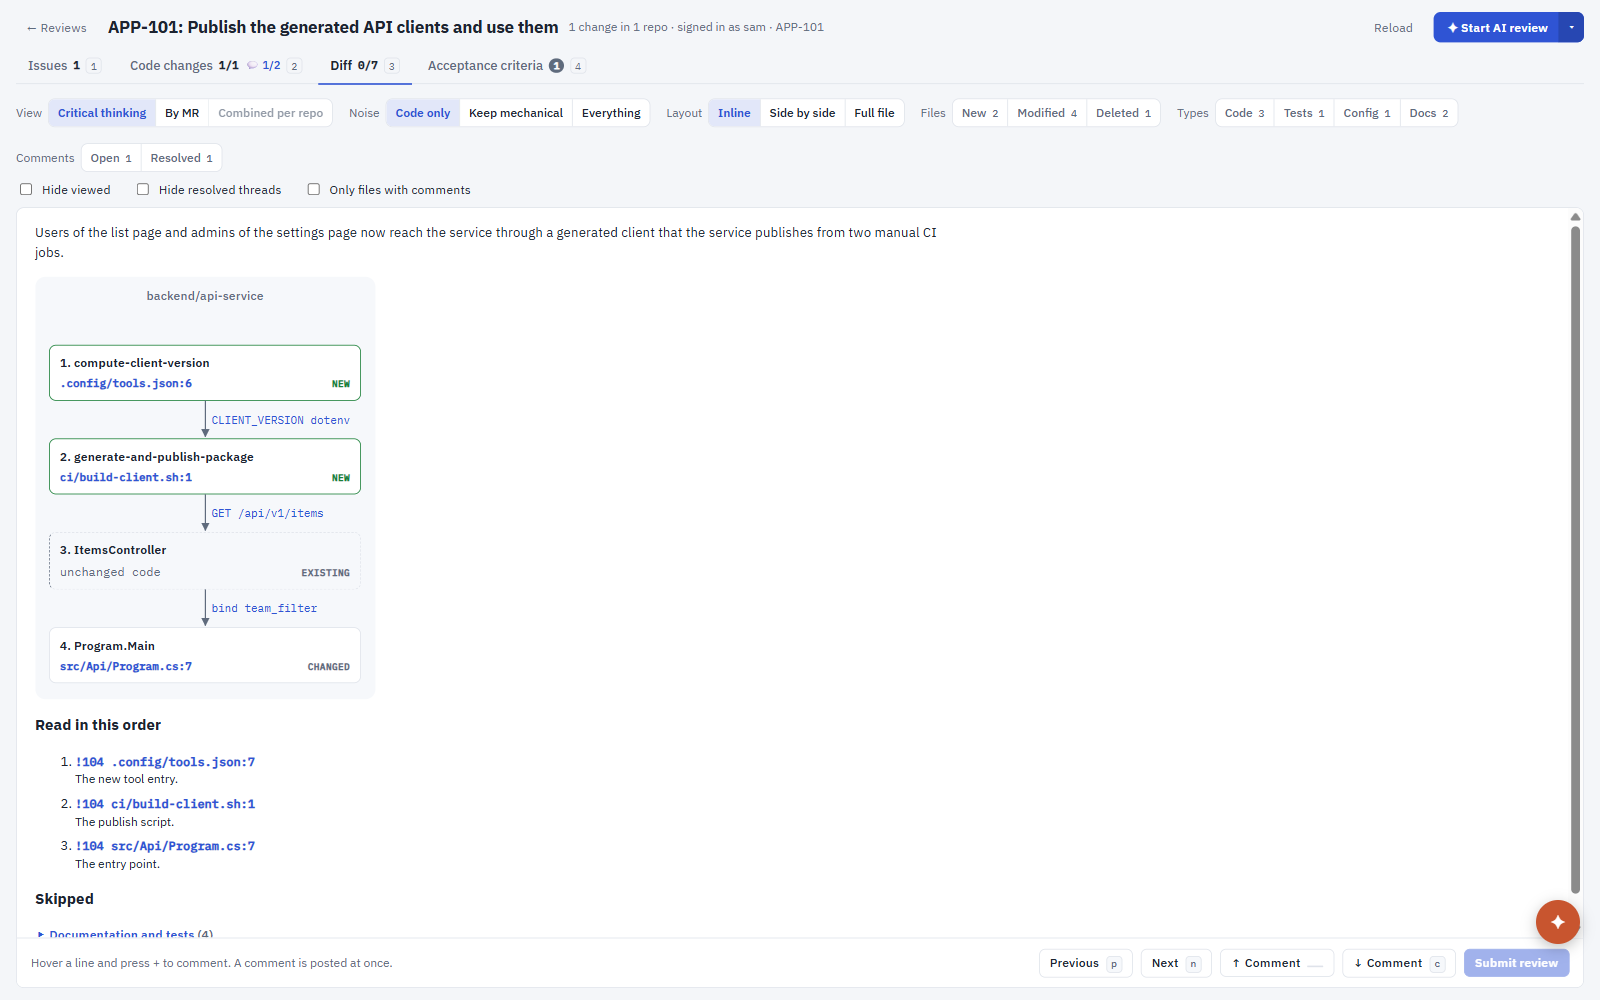 ← Reviews APP-101: Publish the generated API clients and use them 1 change in 1 repo · signed in as sam · APP-101 Reload ✦ Start AI review
Issues 1 1 Code changes 1/1 1/2 2 Diff 0/7 3 Acceptance criteria 1 4
View Critical thinking By MR Combined per repo Noise Code only Keep mechanical Everything Layout Inline Side by side Full file Files New 2 Modified 4 Deleted 1 Types Code 3 Tests 1 Config 1 Docs 2
Comments Open 1 Resolved 1
Hide viewed Hide resolved threads Only files with comments
Users of the list page and admins of the settings page now reach the service through a generated client that the service publishes from two manual CI
jobs.
backend/api-service
1. compute-client-version
.config/tools.json:6 NEW
CLIENT_VERSION dotenv
2. generate-and-publish-package
ci/build-client.sh:1 NEW
GET /api/v1/items
3. ItemsController
unchanged code EXISTING
bind team_filter
4. Program.Main
src/Api/Program.cs:7 CHANGED
Read in this order
1. !104 .config/tools.json:7
The new tool entry.
2. !104 ci/build-client.sh:1
The publish script.
3. !104 src/Api/Program.cs:7
The entry point.
Skipped
Documentation and tests (4)
Hover a line and press + to comment. A comment is posted at once. Previous p Next n ↑ Comment ↓ Comment c Submit review